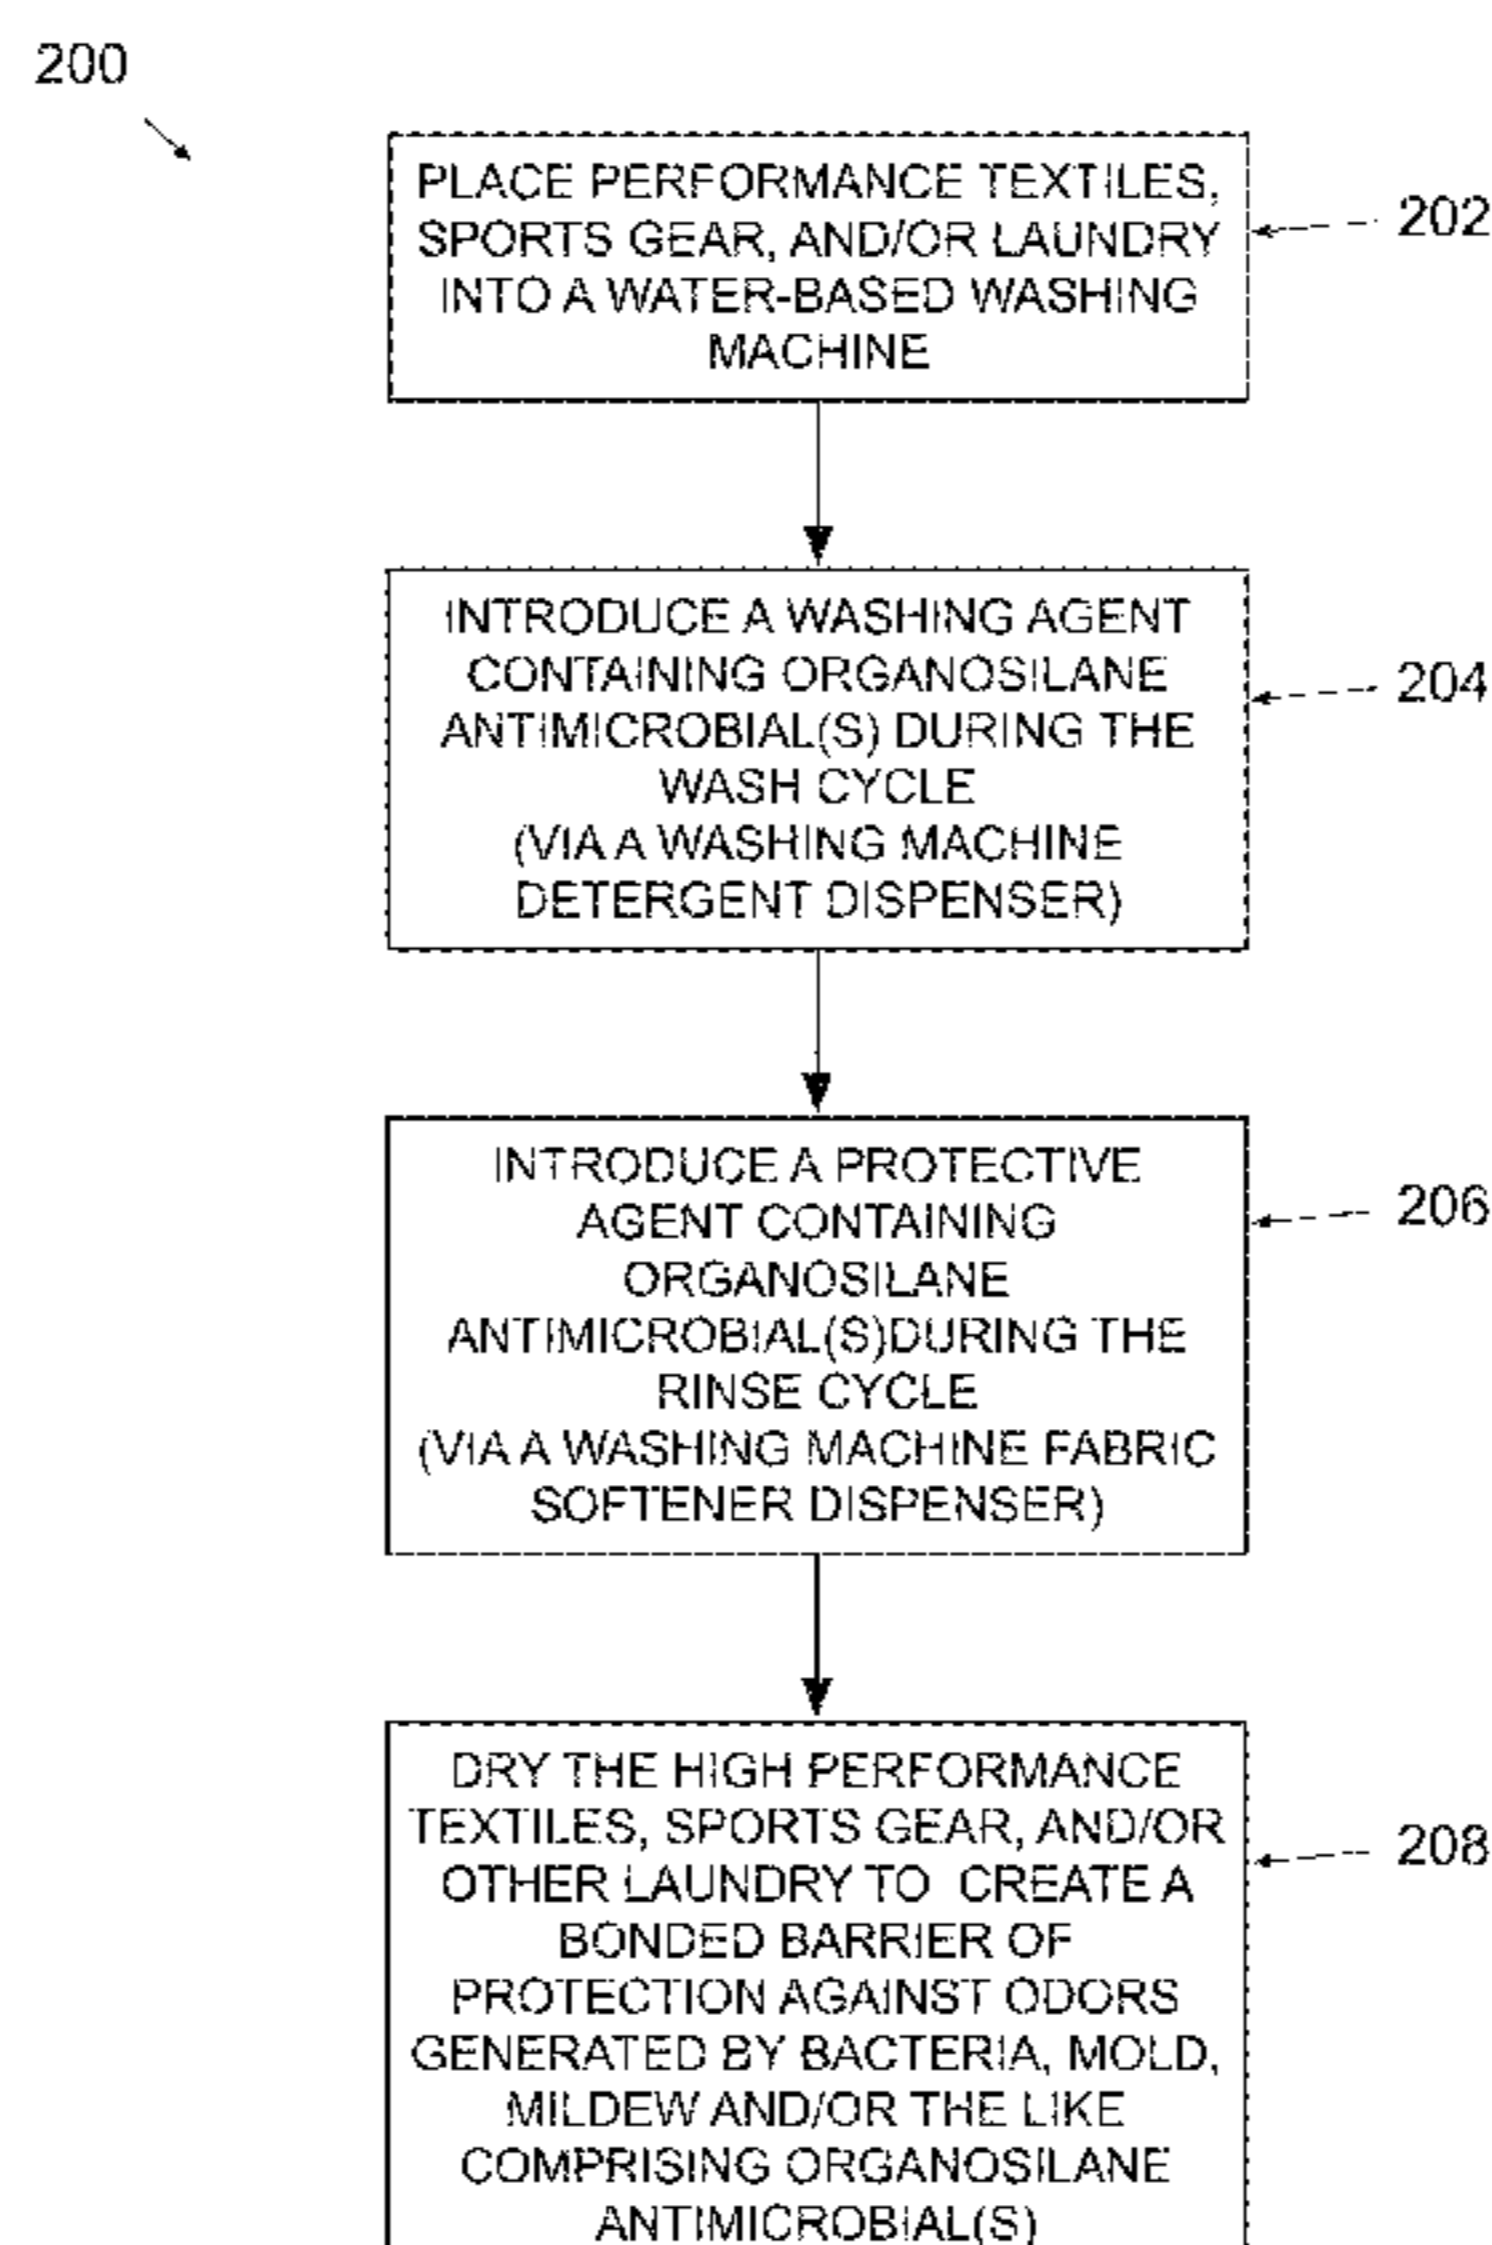 200
PLACE PERFORMANCE TEXTILES,
SPORTS GEAR, AND/OR LAUNDRY
INTO A WATER-BASED WASHING
MACHINE
202
INTRODUCE A WASHING AGENT
CONTAINING ORGANOSILANE
ANTIMICROBIAL(S) DURING THE
WASH CYCLE
(VIA A WASHING MACHINE
DETERGENT DISPENSER)
204
INTRODUCE A PROTECTIVE
AGENT CONTAINING
ORGANOSILANE
ANTIMICROBIAL(S)DURING THE
RINSE CYCLE
(VIA A WASHING MACHINE FABRIC
SOFTENER DISPENSER)
206
DRY THE HIGH PERFORMANCE
TEXTILES, SPORTS GEAR, AND/OR
OTHER LAUNDRY TO CREATE A
BONDED BARRIER OF
PROTECTION AGAINST ODORS
GENERATED BY BACTERIA, MOLD,
MILDEW AND/OR THE LIKE
COMPRISING ORGANOSILANE
ANTIMICROBIAL(S)
208